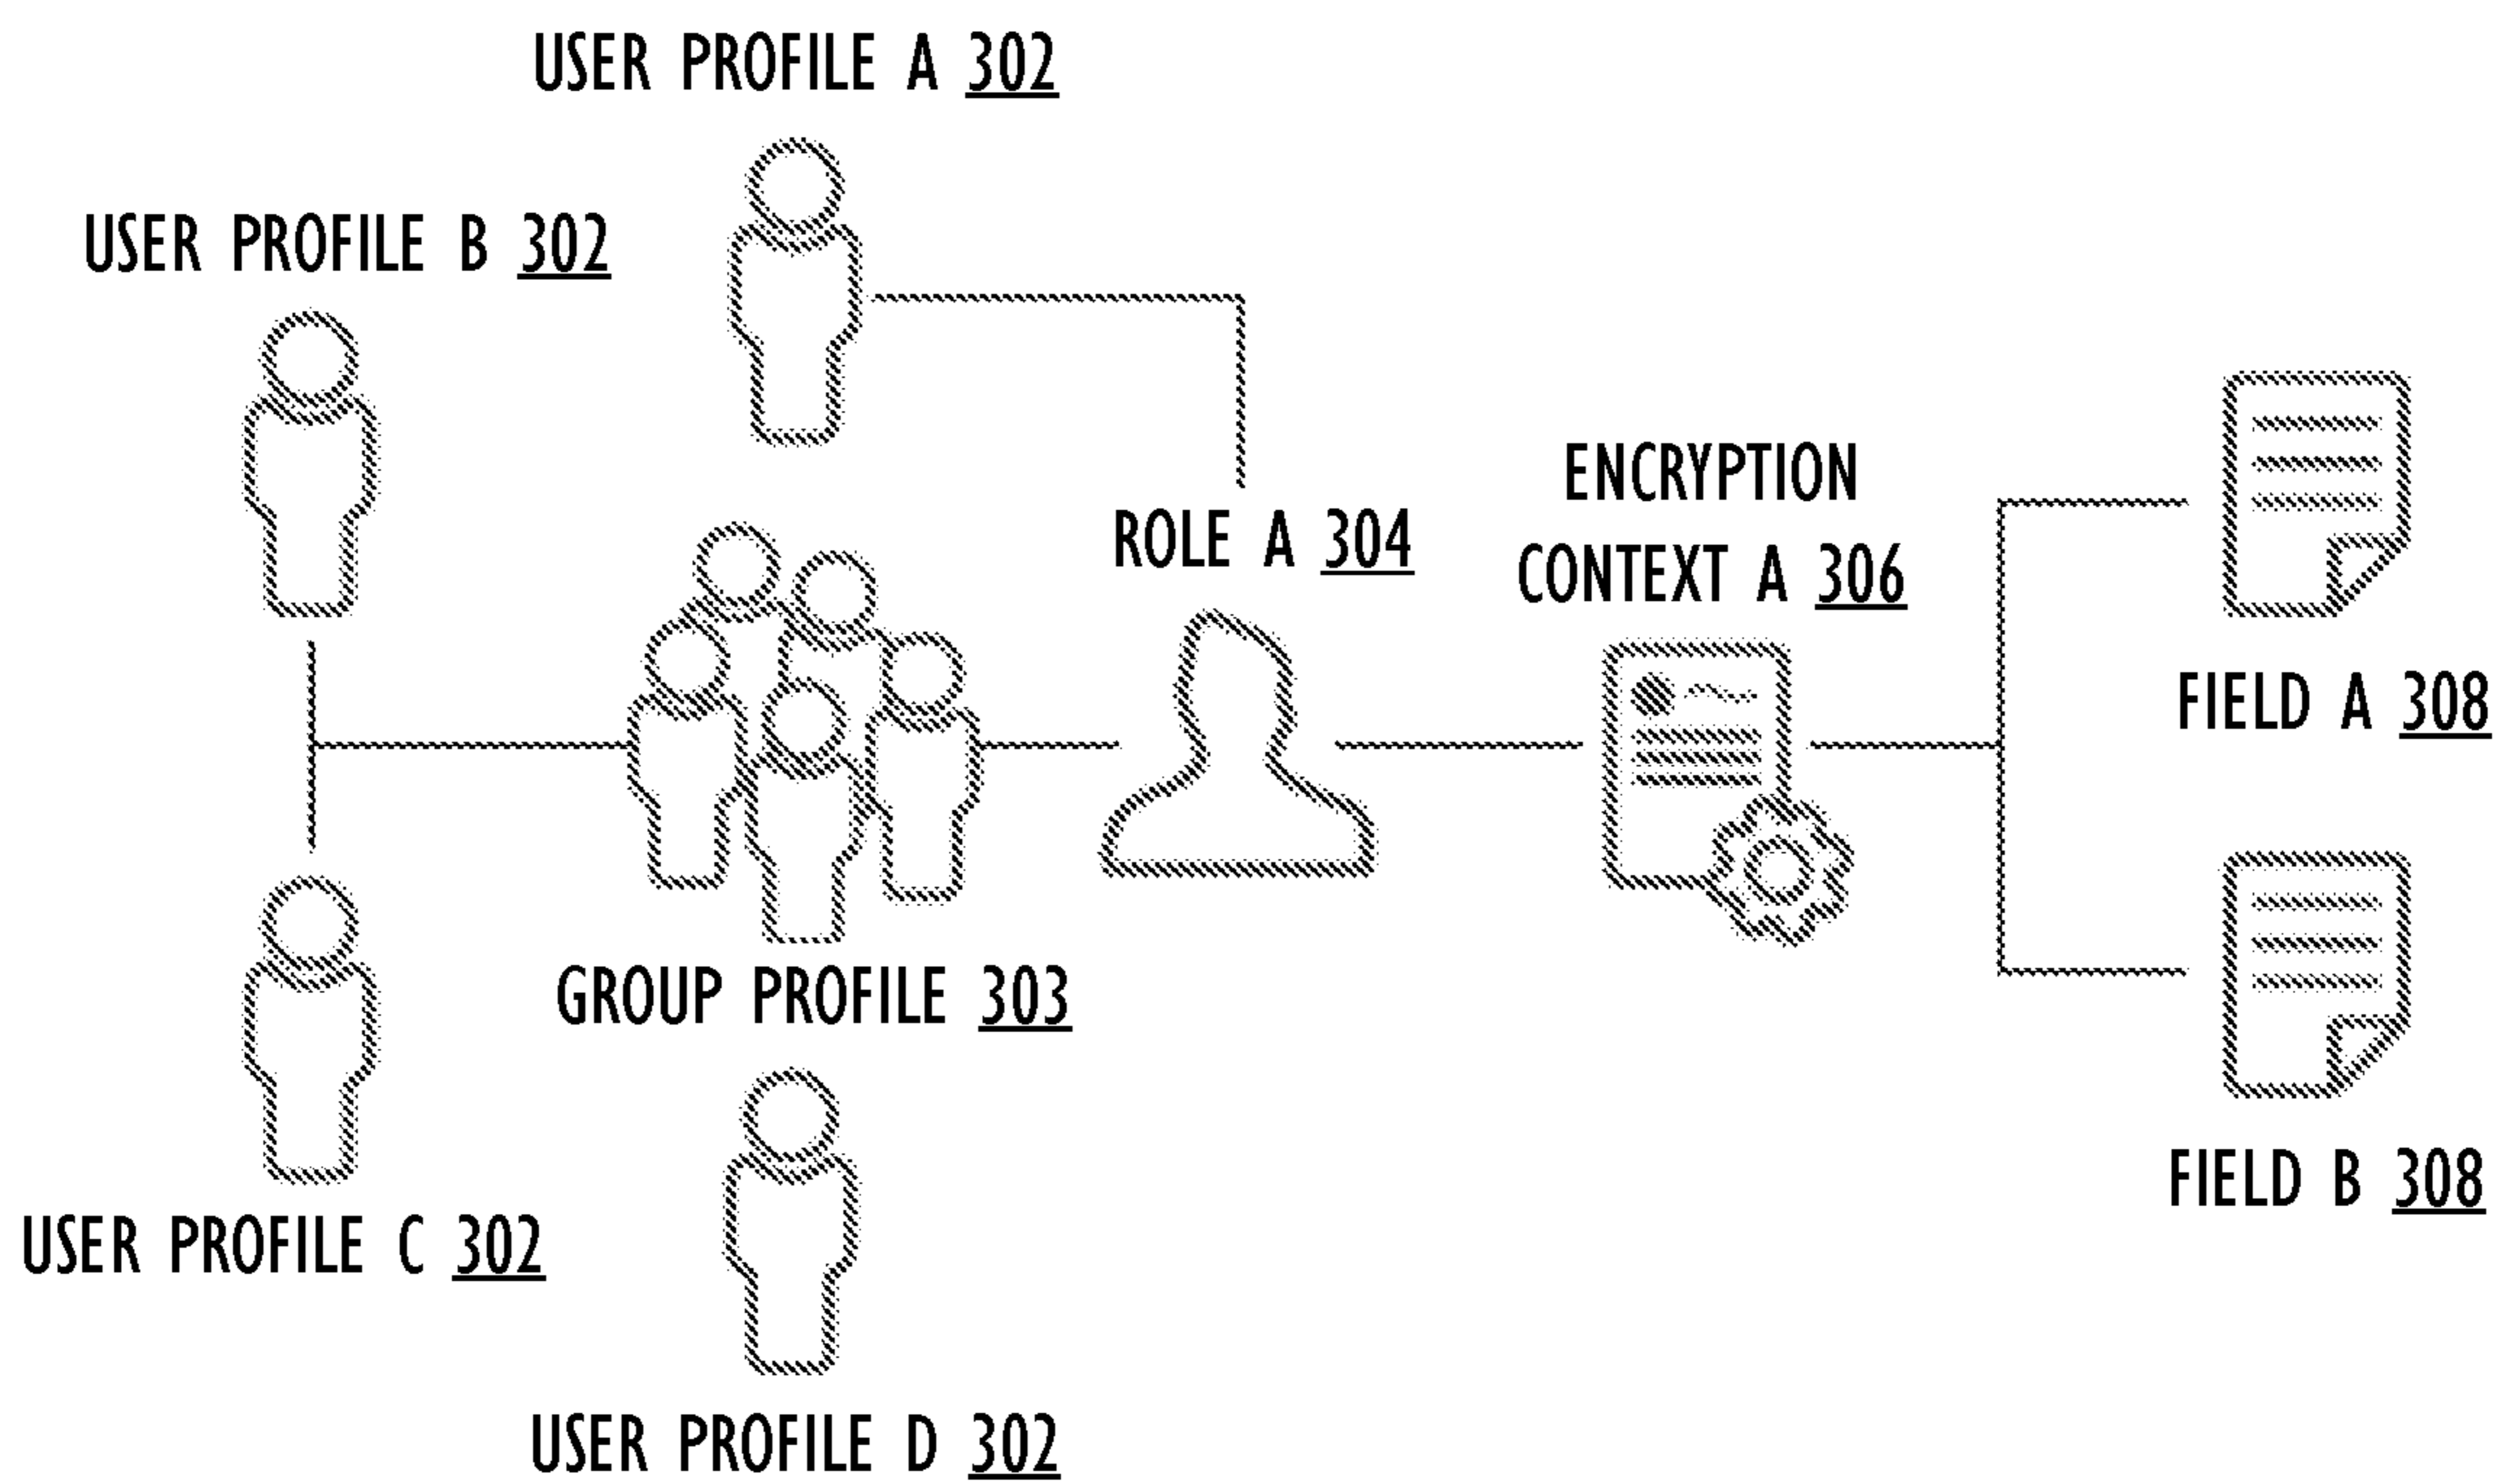 USER PROFILE A 302
USER PROFILE B 302
ROLE A 304
ENCRYPTION
CONTEXT A 306
FIELD A 308
GROUP PROFILE 303
FIELD B 308
USER PROFILE C 302
USER PROFILE D 302